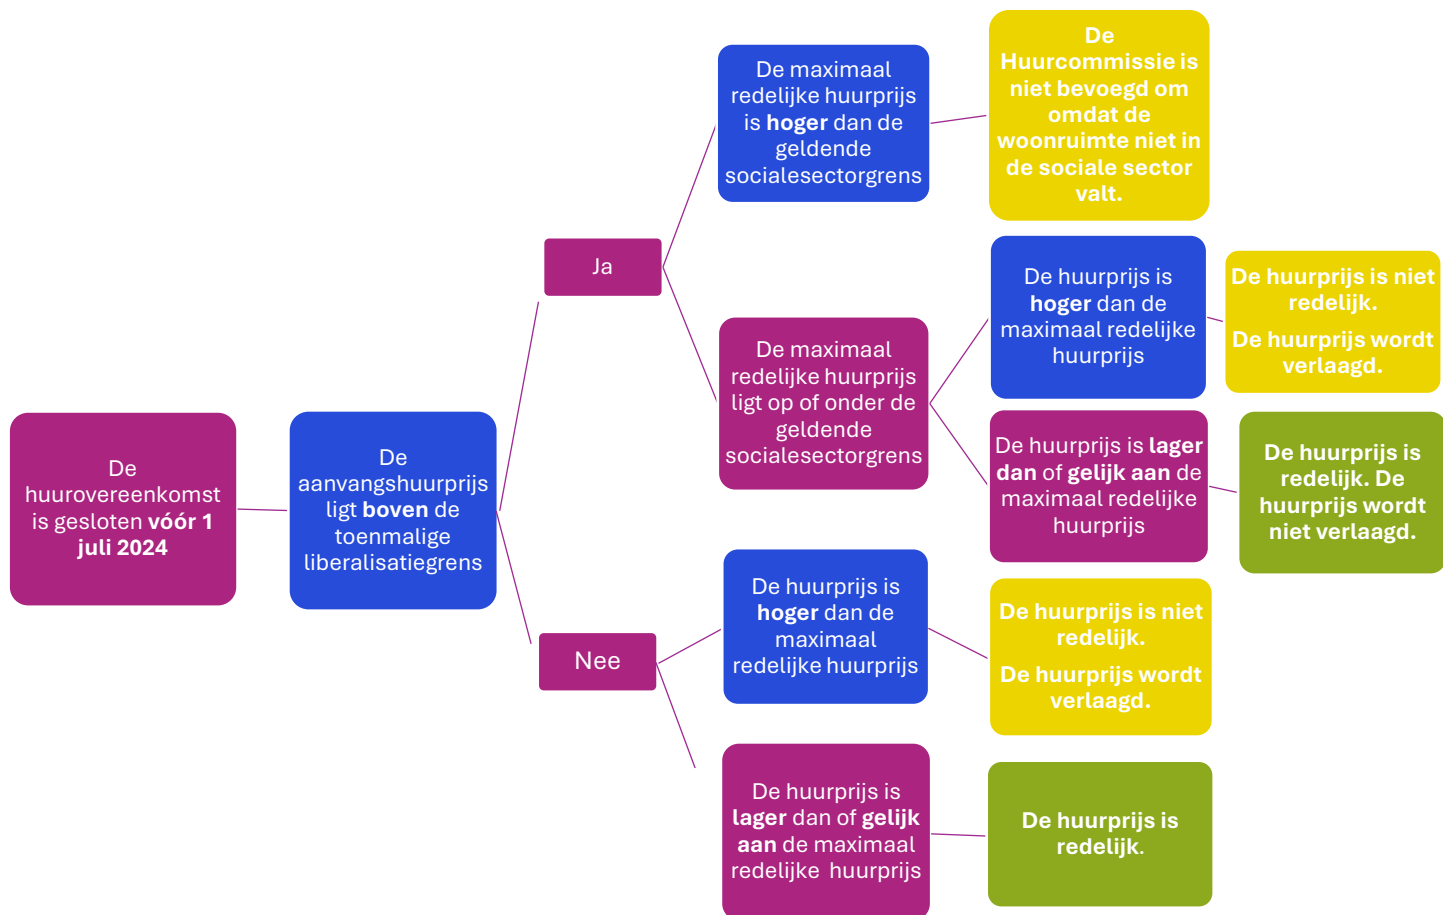 De
huurovereenkomst
is gesloten vóór 1
juli 2024
De
aanvangshuurprijs
ligt boven de
toenmalige
liberalisatiegrens
Ja
De maximaal
redelijke huurprijs
is hoger dan de
geldende
socialesectorgrens
De
Huurcommissie is
niet bevoegd om
omdat de
woonruimte niet in
de sociale sector
valt.
De maximaal
redelijke huurprijs
ligt op of onder de
geldende
socialesectorgrens
De huurprijs is
hoger dan de
maximaal redelijke
huurprijs
De huurprijs is niet
redelijk.
De huurprijs wordt
verlaagd.
De huurprijs is lager
dan of gelijk aan de
maximaal redelijke
huurprijs
De huurprijs is
redelijk. De
huurprijs wordt
niet verlaagd.
Nee
De huurprijs is
hoger dan de
maximaal
redelijke huurprijs
De huurprijs is niet
redelijk.
De huurprijs wordt
verlaagd.
De huurprijs is
lager dan of gelijk
aan de maximaal
redelijke huurprijs
De huurprijs is
redelijk.